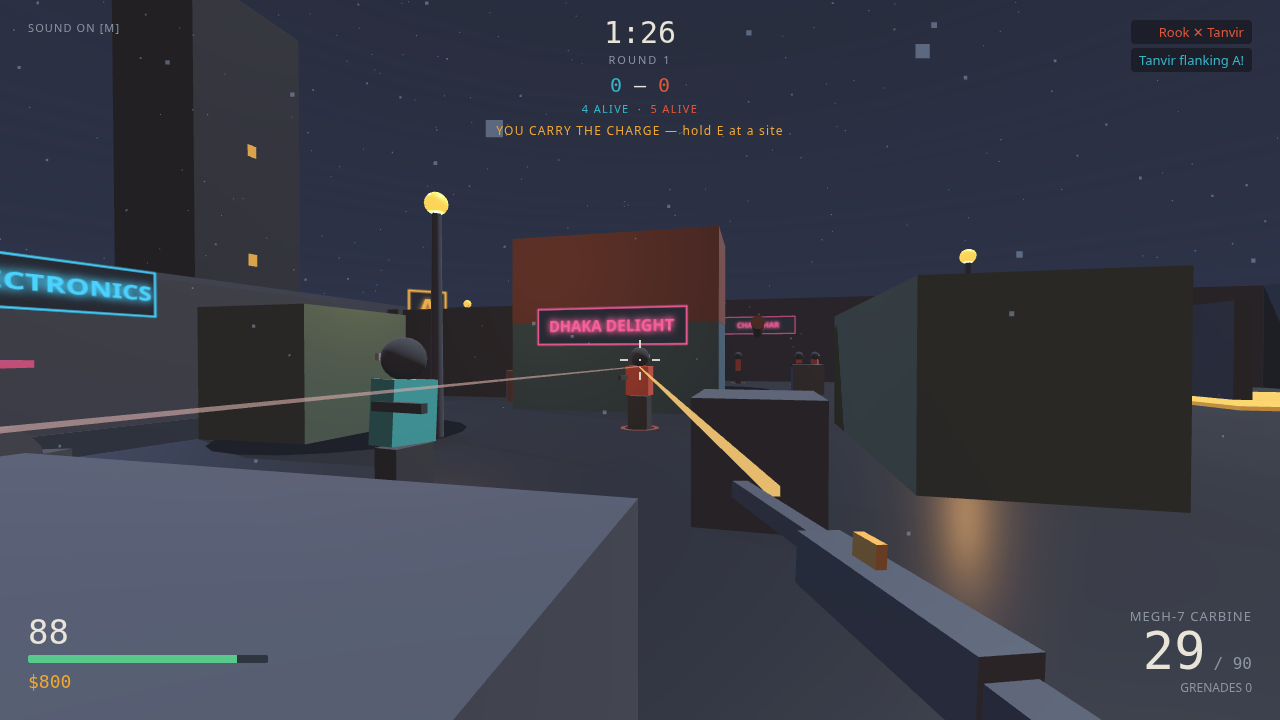 SOUND ON [M]
1:26
ROUND 1
0 — 0
4 ALIVE · 5 ALIVE
YOU CARRY THE CHARGE — hold E at a site
Rook ✕ Tanvir
Tanvir flanking A!
CTRONICS
A
DHAKA DELIGHT
88
$800
MEGH-7 CARBINE
29 / 90
GRENADES 0